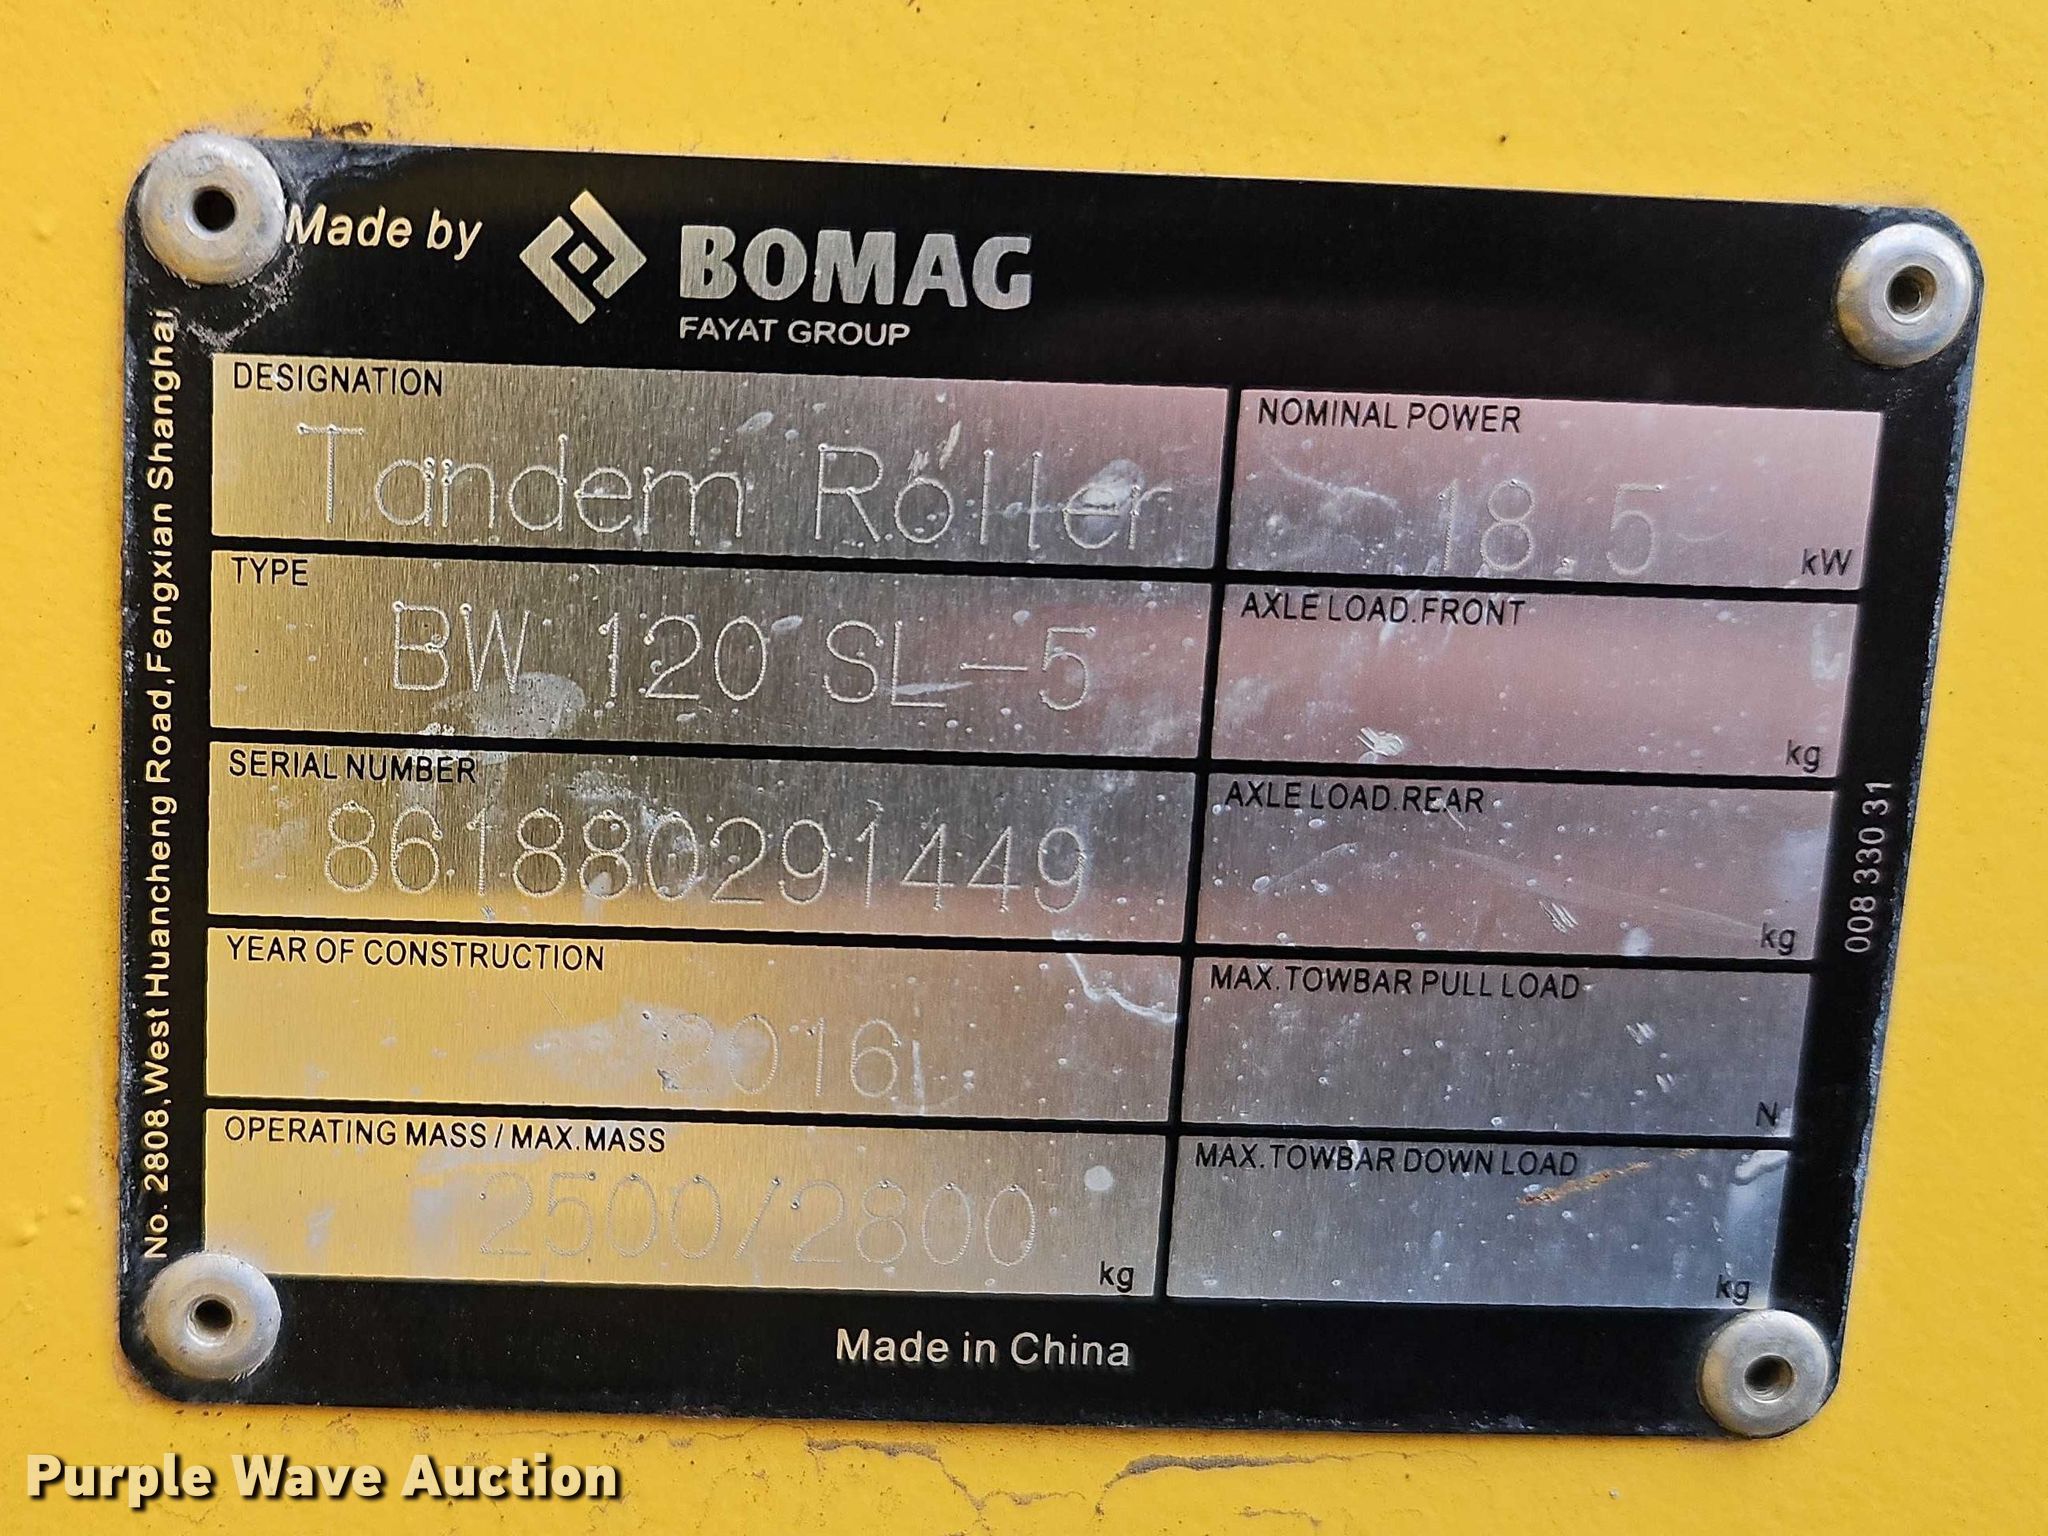 Made by BOMAG
FAYAT GROUP
No. 2808,West Huancheng Road,Fengxian Shanghai
DESIGNATION
Tandem Roller
NOMINAL POWER
18.5 kW
TYPE
BW 120 SL-5
AXLE LOAD.FRONT
kg
SERIAL NUMBER
861880291449
AXLE LOAD.REAR
kg
YEAR OF CONSTRUCTION
2016
MAX. TOWBAR PULL LOAD
N
OPERATING MASS / MAX.MASS
2500/2800 kg
MAX. TOWBAR DOWN LOAD
kg
008 330 31
Made in China
Purple Wave Auction